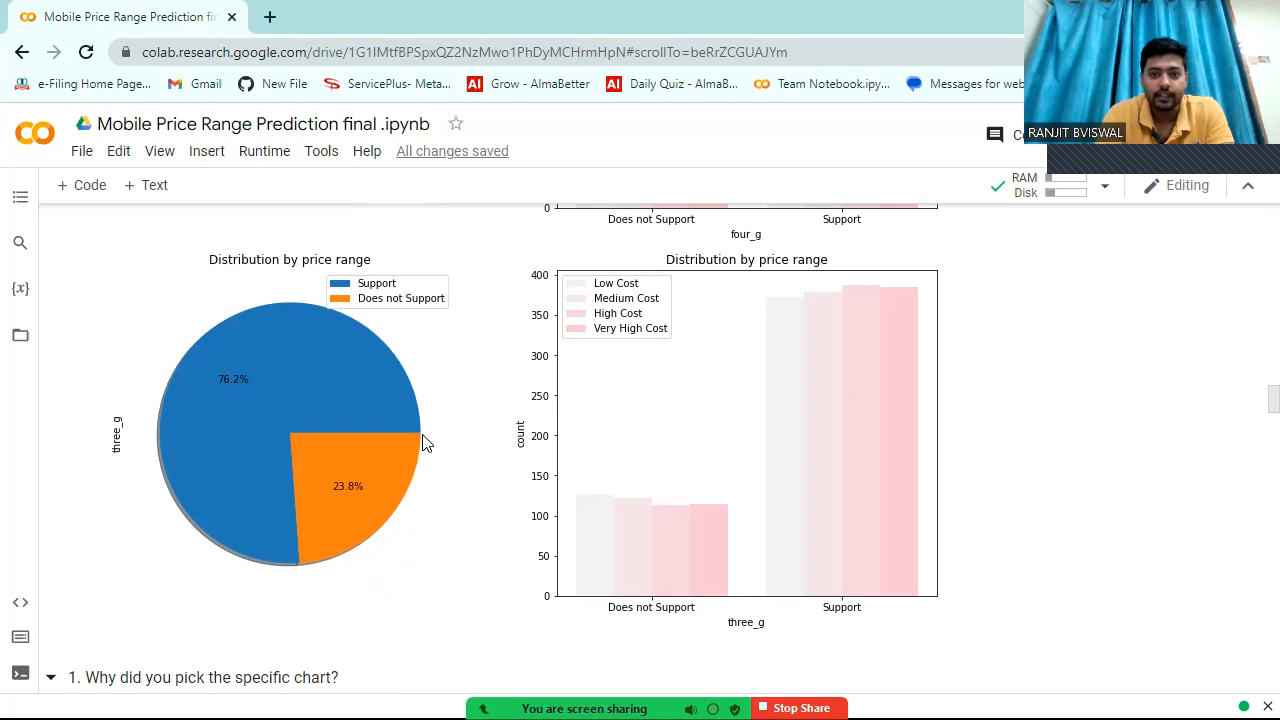 Mobile Price Range Prediction fin
colab.research.google.com/drive/1G1IMtfBPSpxQZ2NzMwo1PhDyMCHrmHpN#scrollTo=beRrZCGUAJYm
e-Filing Home Page...
Gmail
New File
ServicePlus- Meta...
AI Grow - AlmaBetter
AI Daily Quiz - AlmaB...
Team Notebook.ipy...
Messages for web
RANJIT BVISWAL
Mobile Price Range Prediction final .ipynb
File Edit View Insert Runtime Tools Help All changes saved
+ Code + Text
RAM
Disk
Editing
{x}
0
Does not Support
Support
four_g
Distribution by price range
Support
Does not Support
76.2%
23.8%
three_g
Distribution by price range
Low Cost
Medium Cost
High Cost
Very High Cost
400
350
300
250
200
150
100
50
0
count
Does not Support
Support
three_g
1. Why did you pick the specific chart?
You are screen sharing
Stop Share